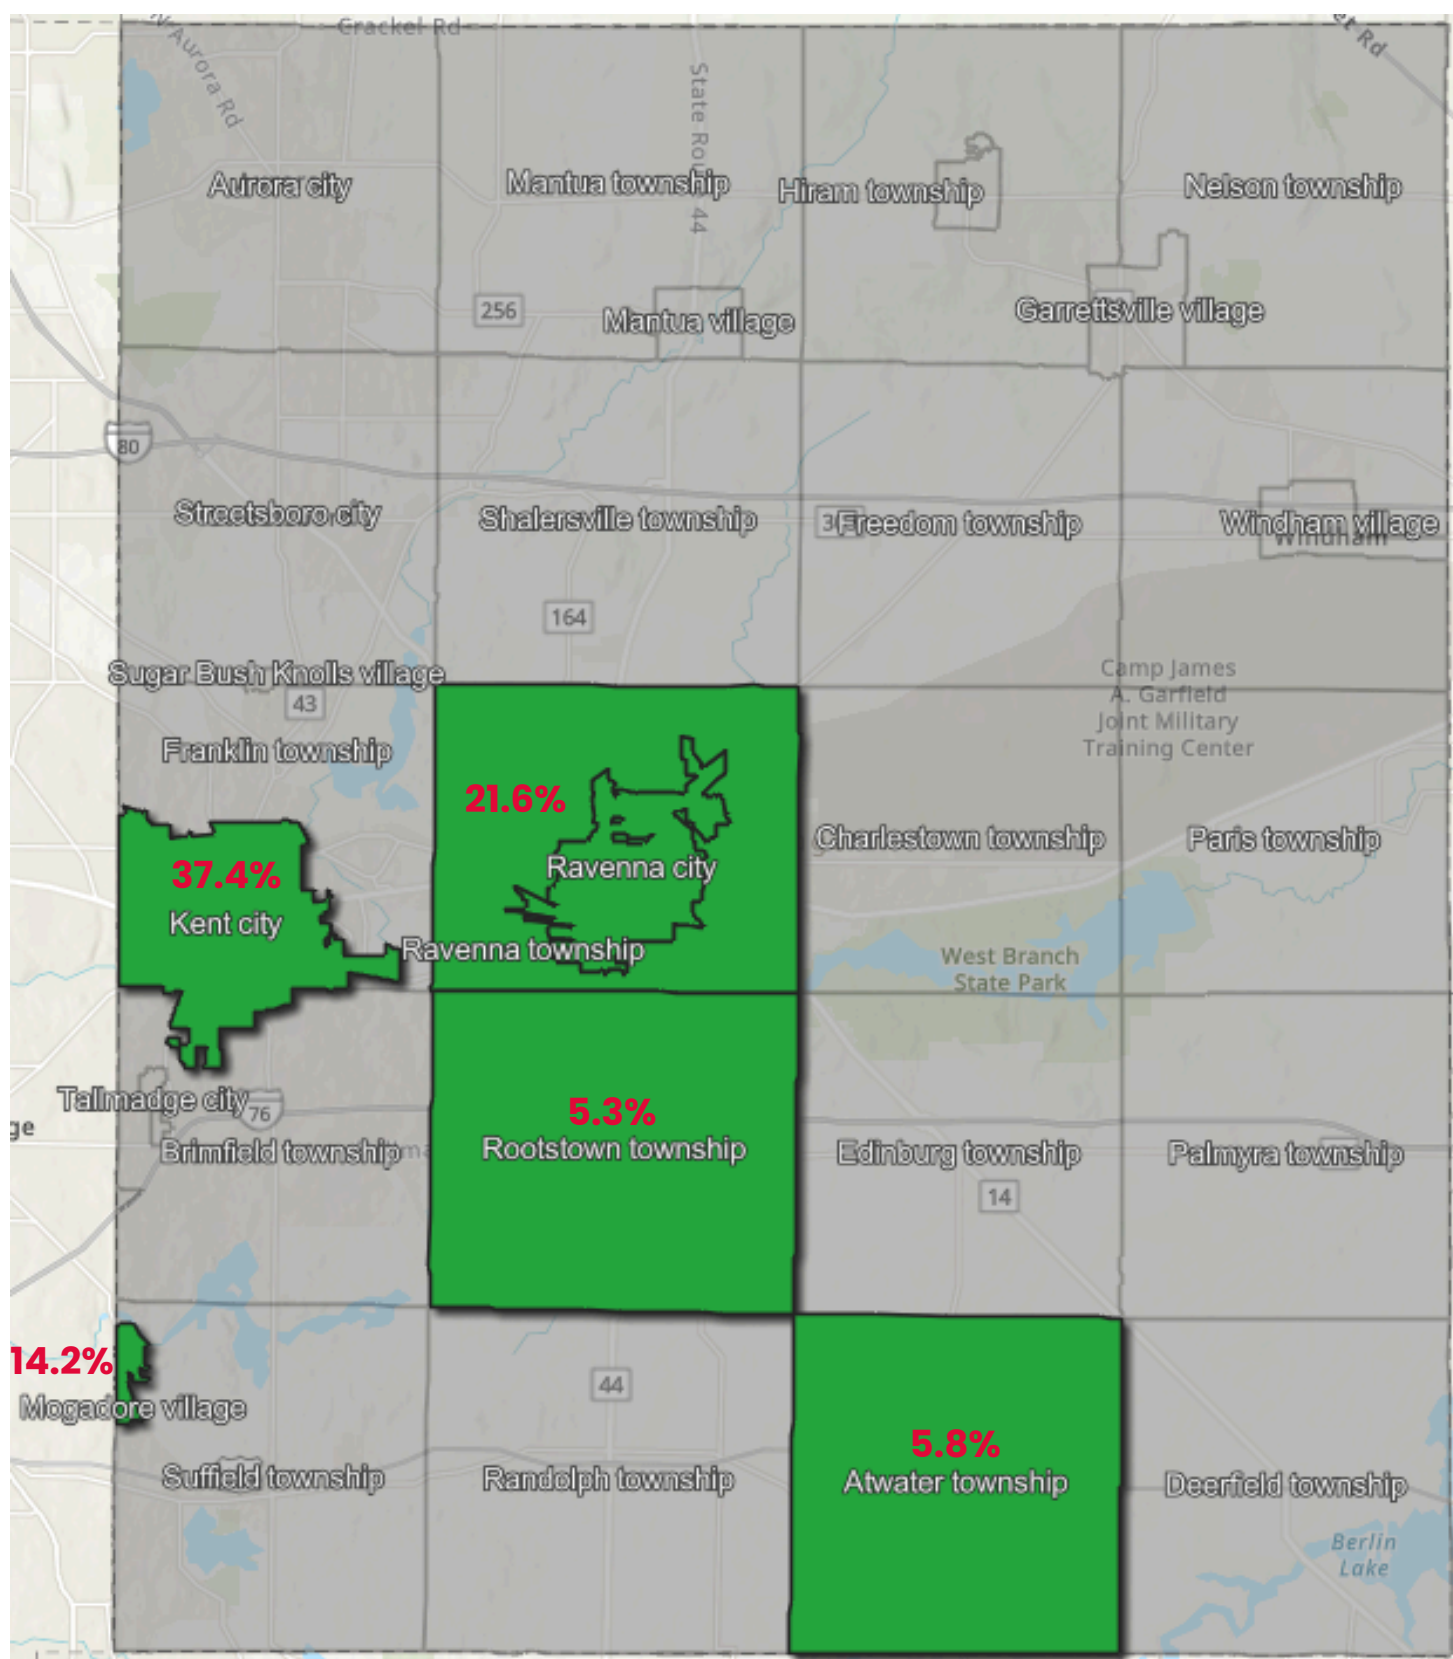 Crackel Rd
N Aurora Rd
et Rd
State Route 44
Aurora city
Mantua township
Hiram township
Nelson township
256
Mantua village
Garrettsville village
80
Streetsboro city
Shalersville township
Freedom township
Windham village
Windham
164
Sugar Bush Knolls village
43
Camp James
A. Garfield
Joint Military
Training Center
Franklin township
21.6%
Charlestown township
Paris township
37.4%
Ravenna city
Kent city
Ravenna township
West Branch
State Park
Tallmadge city
76
ge
5.3%
Brimfield township
Rootstown township
Edinburg township
Palmyra township
14
14.2%
44
Mogadore village
5.8%
Suffield township
Randolph township
Atwater township
Deerfield township
Berlin
Lake